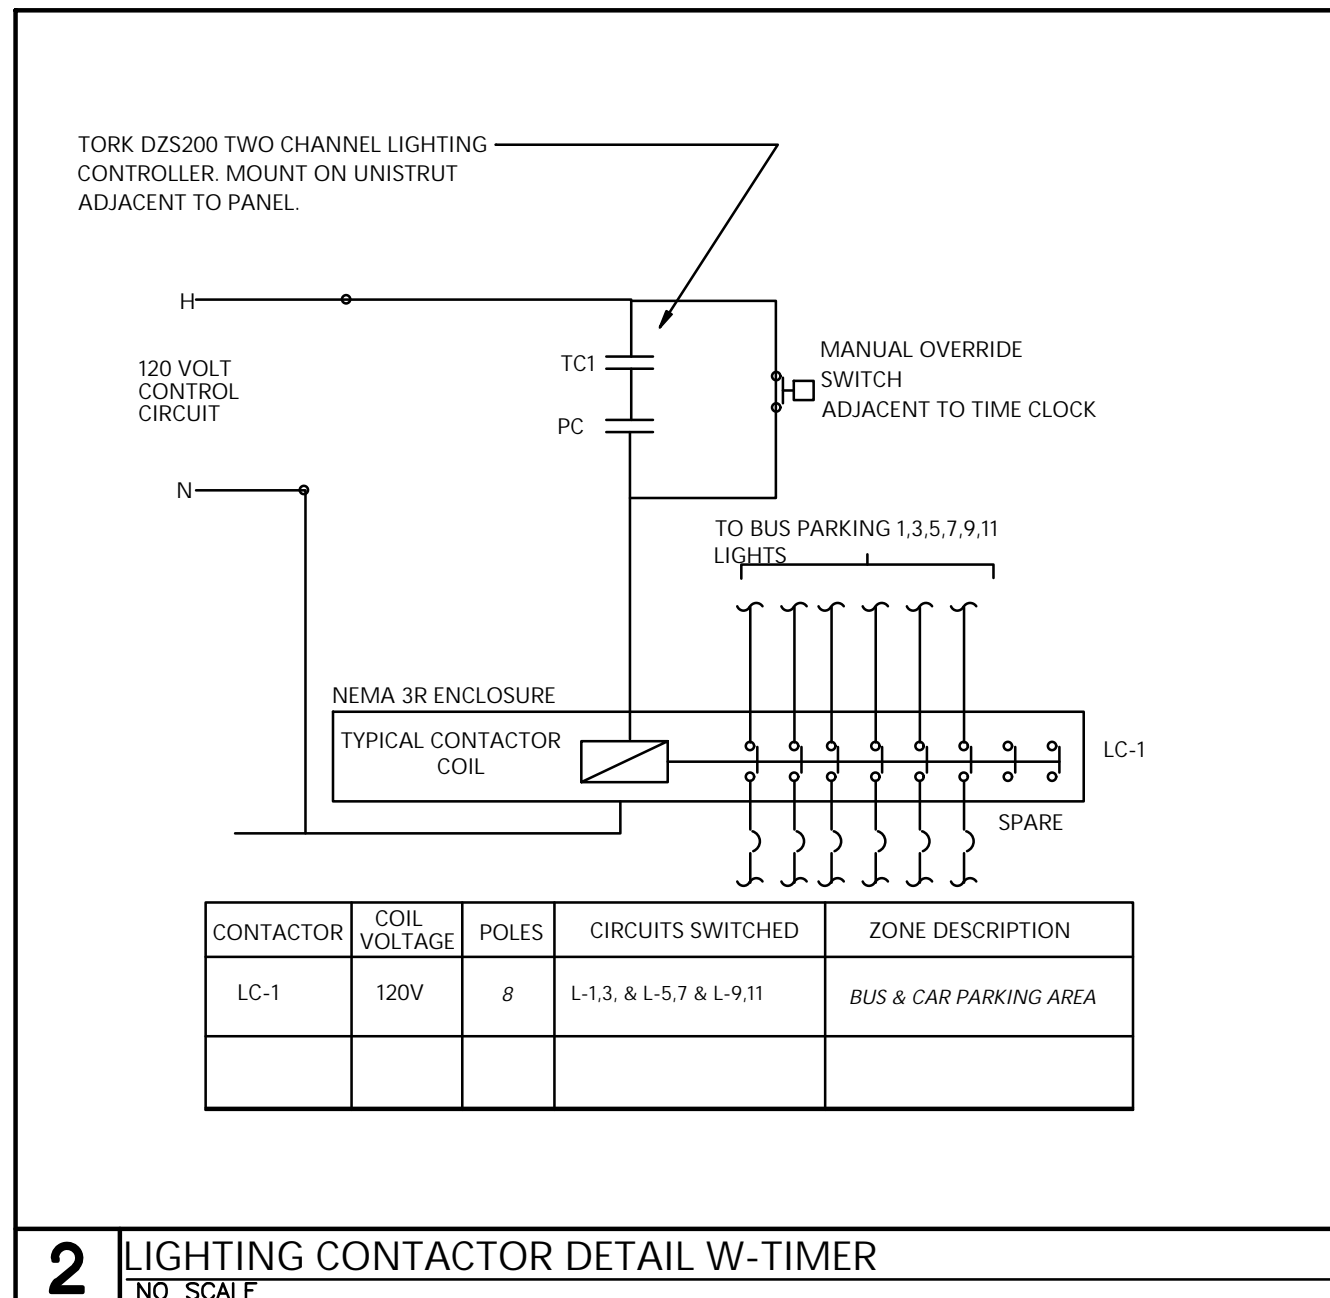 TORK DZS200 TWO CHANNEL LIGHTING
CONTROLLER. MOUNT ON UNISTRUT
ADJACENT TO PANEL.
H
120 VOLT
CONTROL
CIRCUIT
N
TC1
PC
MANUAL OVERRIDE
SWITCH
ADJACENT TO TIME CLOCK
TO BUS PARKING 1,3,5,7,9,11
LIGHTS
NEMA 3R ENCLOSURE
TYPICAL CONTACTOR
COIL
LC-1
SPARE
CONTACTOR
COIL
VOLTAGE
POLES
CIRCUITS SWITCHED
ZONE DESCRIPTION
LC-1
120V
8
L-1,3, & L-5,7 & L-9,11
BUS & CAR PARKING AREA
2
LIGHTING CONTACTOR DETAIL W-TIMER
NO SCALE